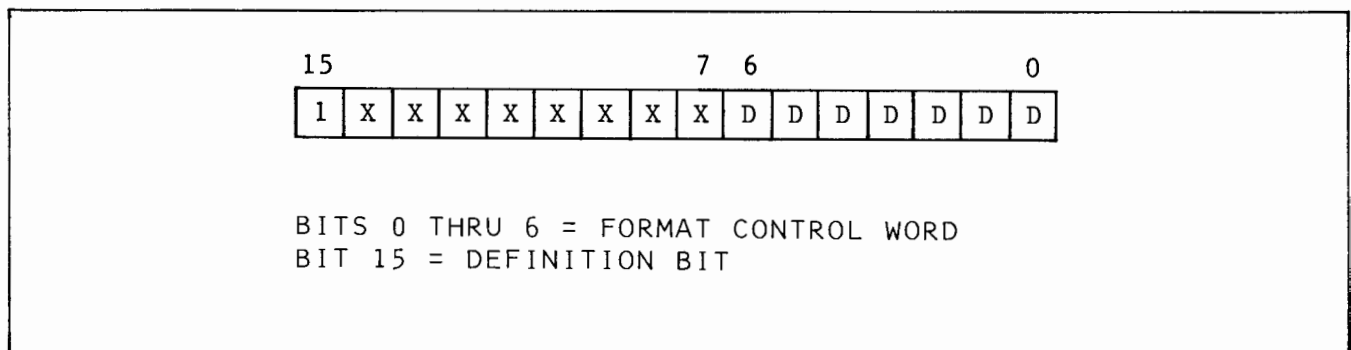 15 7 6 0
1 X X X X X X X X D D D D D D D
BITS 0 THRU 6 = FORMAT CONTROL WORD
BIT 15 = DEFINITION BIT